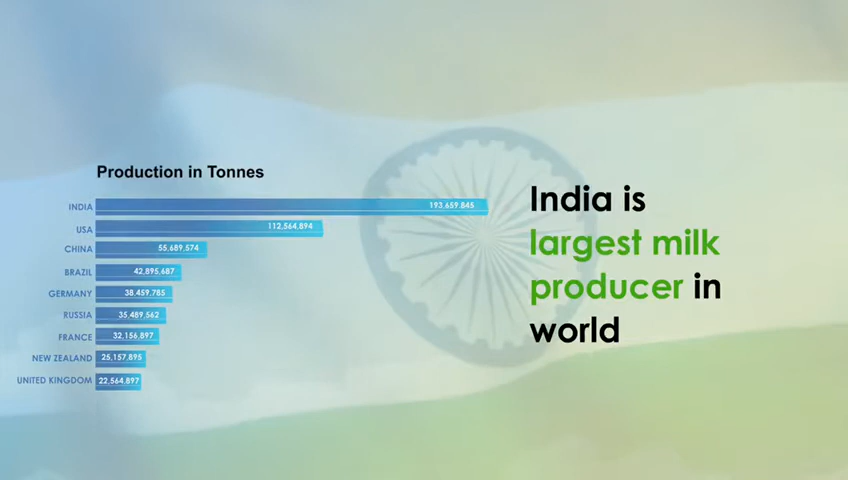 Production in Tonnes
INDIA 193,659,845
USA 112,564,894
CHINA 55,689,574
BRAZIL 42,895,687
GERMANY 38,459,785
RUSSIA 35,489,562
FRANCE 32,156,897
NEW ZEALAND 25,157,895
UNITED KINGDOM 22,564,897
India is
largest milk
producer in
world